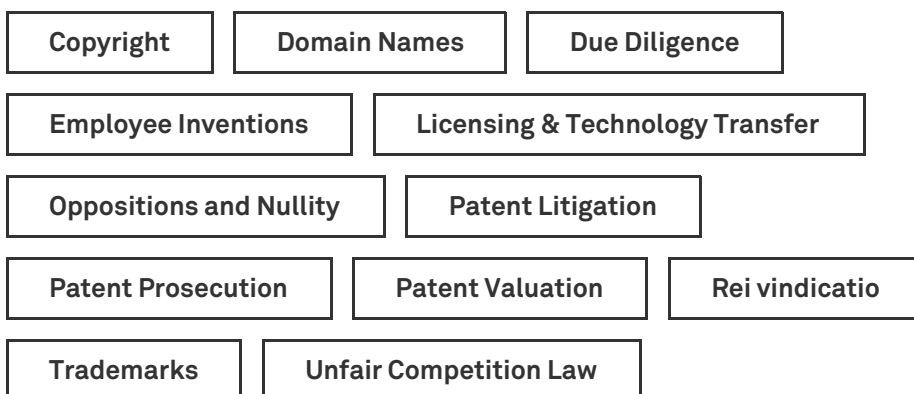 Copyright Domain Names Due Diligence
Employee Inventions Licensing & Technology Transfer
Oppositions and Nullity Patent Litigation
Patent Prosecution Patent Valuation Rei vindicatio
Trademarks Unfair Competition Law